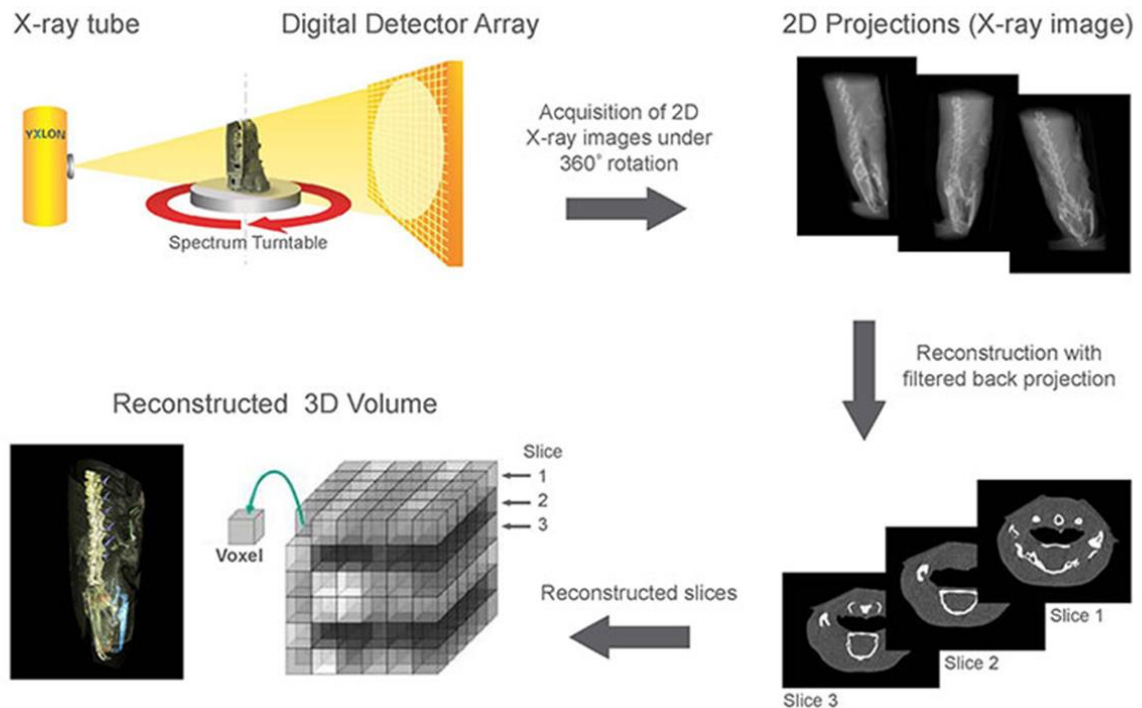 X-ray tube
Digital Detector Array
2D Projections (X-ray image)
YXLON
Spectrum Turntable
Acquisition of 2D
X-ray images under
360° rotation
Reconstruction with
filtered back projection
Slice 1
Slice 2
Slice 3
Reconstructed slices
Reconstructed 3D Volume
Slice
1
2
3
Voxel